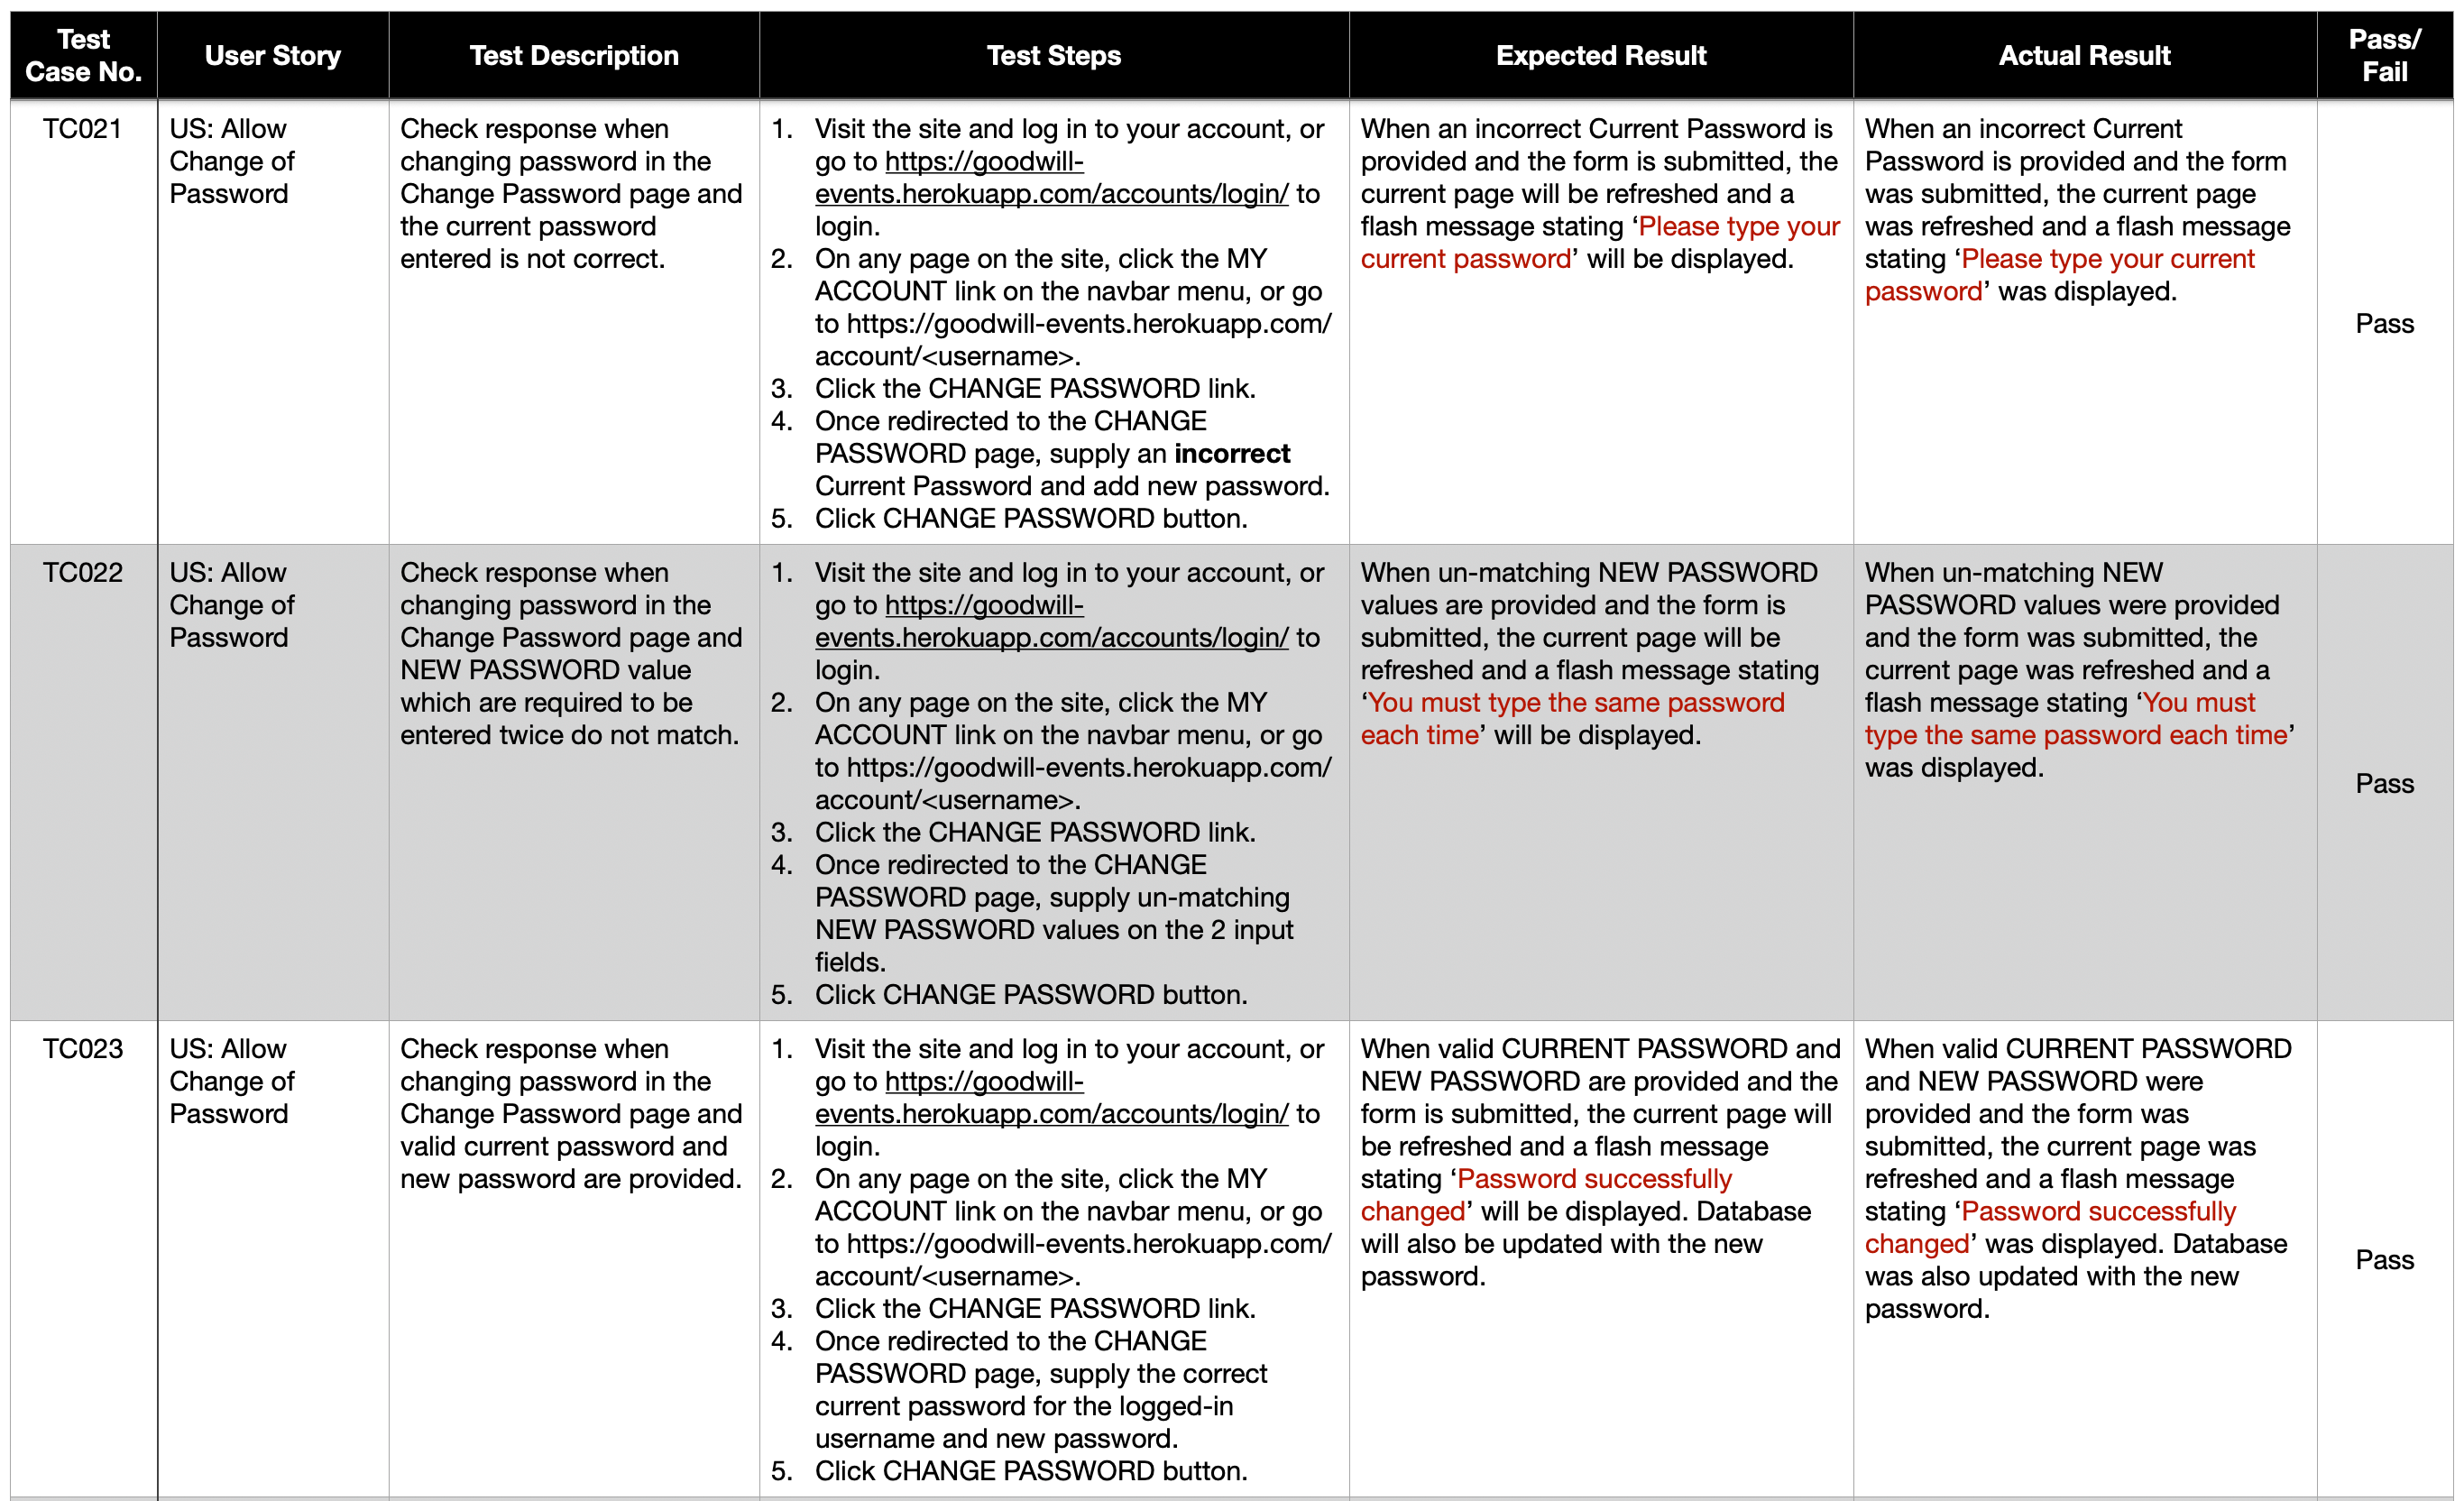 Test
Case No.
User Story
Test Description
Test Steps
Expected Result
Actual Result
Pass/
Fail
TC021
US: Allow
Change of
Password
Check response when
changing password in the
Change Password page and
the current password
entered is not correct.
1. Visit the site and log in to your account, or
go to https://goodwill-
events.herokuapp.com/accounts/login/ to
login.
2. On any page on the site, click the MY
ACCOUNT link on the navbar menu, or go
to https://goodwill-events.herokuapp.com/
account/<username>.
3. Click the CHANGE PASSWORD link.
4. Once redirected to the CHANGE
PASSWORD page, supply an incorrect
Current Password and add new password.
5. Click CHANGE PASSWORD button.
When an incorrect Current Password is
provided and the form is submitted, the
current page will be refreshed and a
flash message stating ‘Please type your
current password’ will be displayed.
When an incorrect Current
Password is provided and the form
was submitted, the current page
was refreshed and a flash message
stating ‘Please type your current
password’ was displayed.
Pass
TC022
US: Allow
Change of
Password
Check response when
changing password in the
Change Password page and
NEW PASSWORD value
which are required to be
entered twice do not match.
1. Visit the site and log in to your account, or
go to https://goodwill-
events.herokuapp.com/accounts/login/ to
login.
2. On any page on the site, click the MY
ACCOUNT link on the navbar menu, or go
to https://goodwill-events.herokuapp.com/
account/<username>.
3. Click the CHANGE PASSWORD link.
4. Once redirected to the CHANGE
PASSWORD page, supply un-matching
NEW PASSWORD values on the 2 input
fields.
5. Click CHANGE PASSWORD button.
When un-matching NEW PASSWORD
values are provided and the form is
submitted, the current page will be
refreshed and a flash message stating
‘You must type the same password
each time’ will be displayed.
When un-matching NEW
PASSWORD values were provided
and the form was submitted, the
current page was refreshed and a
flash message stating ‘You must
type the same password each time’
was displayed.
Pass
TC023
US: Allow
Change of
Password
Check response when
changing password in the
Change Password page and
valid current password and
new password are provided.
1. Visit the site and log in to your account, or
go to https://goodwill-
events.herokuapp.com/accounts/login/ to
login.
2. On any page on the site, click the MY
ACCOUNT link on the navbar menu, or go
to https://goodwill-events.herokuapp.com/
account/<username>.
3. Click the CHANGE PASSWORD link.
4. Once redirected to the CHANGE
PASSWORD page, supply the correct
current password for the logged-in
username and new password.
5. Click CHANGE PASSWORD button.
When valid CURRENT PASSWORD and
NEW PASSWORD are provided and the
form is submitted, the current page will
be refreshed and a flash message
stating ‘Password successfully
changed’ will be displayed. Database
will also be updated with the new
password.
When valid CURRENT PASSWORD
and NEW PASSWORD were
provided and the form was
submitted, the current page was
refreshed and a flash message
stating ‘Password successfully
changed’ was displayed. Database
was also updated with the new
password.
Pass